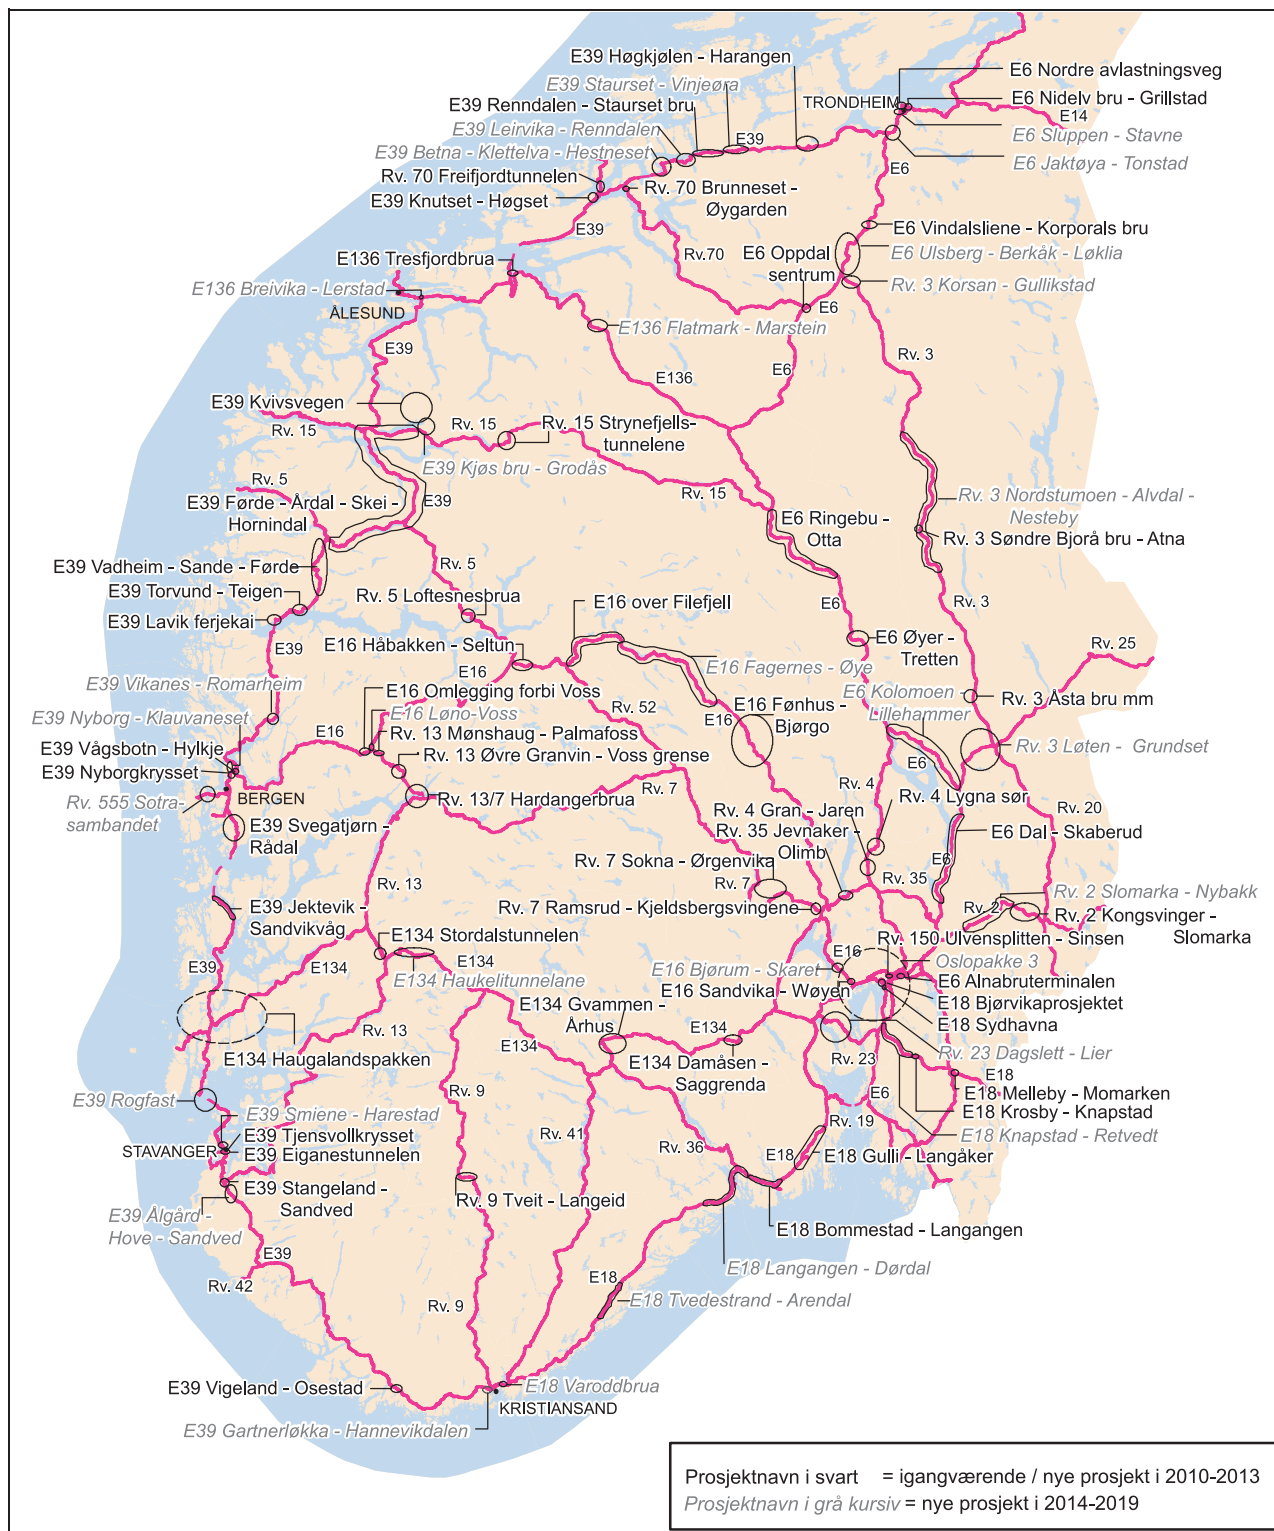 E39 Høgkjølen - Harangen
E39 Staurset - Vinjeøra
E39 Renndalen - Staurset bru
E39 Leirvika - Renndalen
E39 Betna - Klettelva - Hestneset
Rv. 70 Freifjordtunnelen
E39 Knutset - Høgset
E39
TRONDHEIM
E6 Nordre avlastningsveg
E6 Nidelv bru - Grillstad
E14
E6 Sluppen - Stavne
E6 Jaktøya - Tonstad
E6
Rv. 70 Brunneset -
Øygarden
E39
E6 Vindalsliene - Korporals bru
E6 Ulsberg - Berkåk - Løklia
Rv.70
E6 Oppdal
sentrum
Rv. 3 Korsan - Gullikstad
E136 Tresfjordbrua
E136 Breivika - Lerstad
ÅLESUND
E6
E136 Flatmark - Marstein
E39
Rv. 3
E6
E136
E39 Kvivsvegen
Rv. 15
Rv. 15
Rv. 15 Strynefjells-
tunnelene
E39 Kjøs bru - Grodås
Rv. 5
E39
Rv. 15
E39 Førde - Årdal - Skei -
Hornindal
Rv. 3 Nordstumoen - Alvdal -
Nesteby
E6 Ringebu -
Otta
Rv. 3 Søndre Bjorå bru - Atna
E39 Vadheim - Sande - Førde
Rv. 5
E39 Torvund - Teigen
Rv. 5 Loftesnesbrua
E39 Lavik ferjekai
E16 over Filefjell
E6
Rv. 3
E39
E16 Håbakken - Seltun
E16
E6 Øyer -
Tretten
Rv. 25
E16 Fagernes - Øye
E39 Vikanes - Romarheim
E16 Omlegging forbi Voss
E6 Kolomoen -
Lillehammer
Rv. 3 Åsta bru mm
E39 Nyborg - Klauvaneset
E16 Løno-Voss
Rv. 52
E16
E16 Fønhus -
Bjørgo
E16
Rv. 13 Mønshaug - Palmafoss
E39 Vågsbotn - Hylkje
Rv. 13 Øvre Granvin - Voss grense
E39 Nyborgkrysset
Rv. 3 Løten - Grundset
E6
BERGEN
Rv. 13/7 Hardangerbrua
Rv. 7
Rv. 4
Rv. 4 Lygna sør
Rv. 555 Sotra-
sambandet
Rv. 4 Gran - Jaren
Rv. 20
E39 Svegatjørn -
Rådal
Rv. 35 Jevnaker -
Olimb
E6 Dal - Skaberud
Rv. 7 Sokna - Ørgenvika
E6
Rv. 13
Rv. 7
Rv. 35
Rv. 2 Slomarka - Nybakk
E39 Jektevik -
Sandvikvåg
Rv. 7 Ramsrud - Kjeldsbergsvingene
Rv. 2
Rv. 2 Kongsvinger -
Slomarka
E134 Stordalstunnelen
Rv. 150 Ulvensplitten - Sinsen
E16
Oslopakke 3
E39
E134
E134
E134 Haukelitunnelane
E16 Bjørum - Skaret
E6 Alnabruterminalen
E16 Sandvika - Wøyen
E18 Bjørvikaprosjektet
E134 Gvammen -
Århus
E18 Sydhavna
Rv. 13
E134
E134
E134 Haugalandspakken
E134 Damåsen -
Saggrenda
Rv. 23
Rv. 23 Dagslett - Lier
E18
Rv. 9
E6
E18 Melleby - Momarken
E39 Rogfast
E39 Smiene - Harestad
E18 Krosby - Knapstad
E39 Tjensvollkrysset
Rv. 41
Rv. 36
Rv. 19
E18 Knapstad - Retvedt
STAVANGER
E39 Eiganestunnelen
E18
E18 Gulli - Langåker
E39 Stangeland -
Sandved
Rv. 9 Tveit - Langeid
E39 Ålgård -
Hove - Sandved
E18 Bommestad - Langangen
E39
E18 Langangen - Dørdal
Rv. 42
E18
Rv. 9
E18 Tvedestrand - Arendal
E39 Vigeland - Osestad
E18 Varoddbrua
KRISTIANSAND
E39 Gartnerløkka - Hannevikdalen
Prosjektnavn i svart = igangværende / nye prosjekt i 2010-2013
Prosjektnavn i grå kursiv = nye prosjekt i 2014-2019